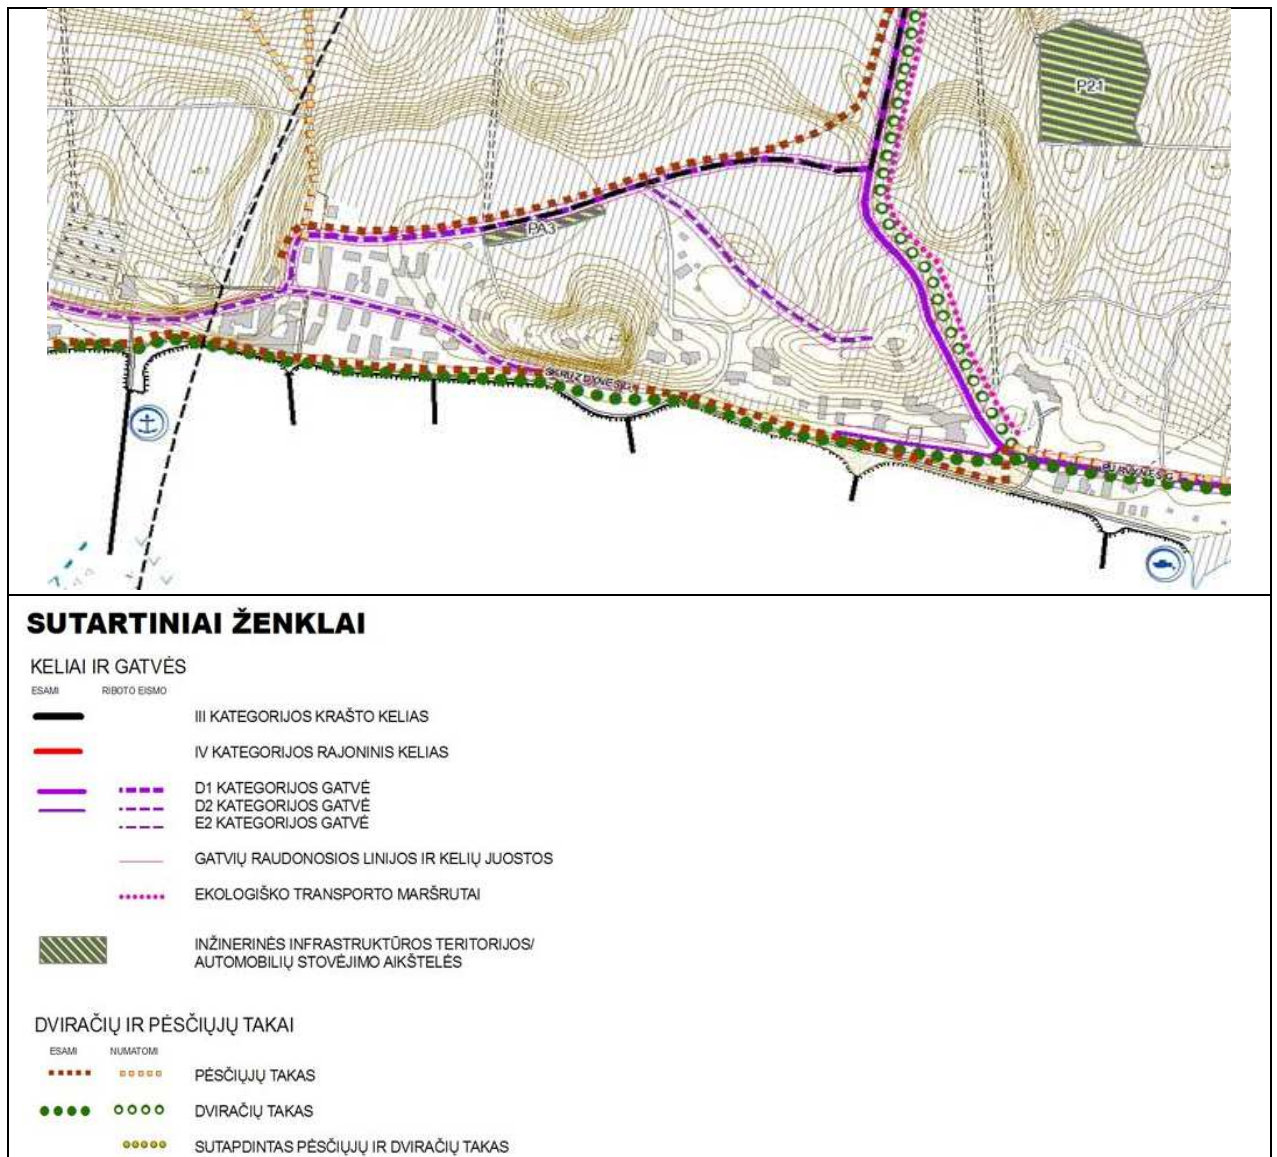 P21
PA3
SKRUZDYNĖS G.
PURVYNĖS G.
SUTARTINIAI ŽENKLAI
KELIAI IR GATVĖS
ESAMI RIBOTO EISMO
III KATEGORIJOS KRAŠTO KELIAS
IV KATEGORIJOS RAJONINIS KELIAS
D1 KATEGORIJOS GATVĖ
D2 KATEGORIJOS GATVĖ
E2 KATEGORIJOS GATVĖ
GATVIŲ RAUDONOSIOS LINIJOS IR KELIŲ JUOSTOS
EKOLOGIŠKO TRANSPORTO MARŠRUTAI
INŽINERINĖS INFRASTRUKTŪROS TERITORIJOS/
AUTOMOBILIŲ STOVĖJIMO AIKŠTELĖS
DVIRAČIŲ IR PĖSČIŲJŲ TAKAI
ESAMI NUMATOMI
PĖSČIŲJŲ TAKAS
DVIRAČIŲ TAKAS
SUTAPDINTAS PĖSČIŲJŲ IR DVIRAČIŲ TAKAS